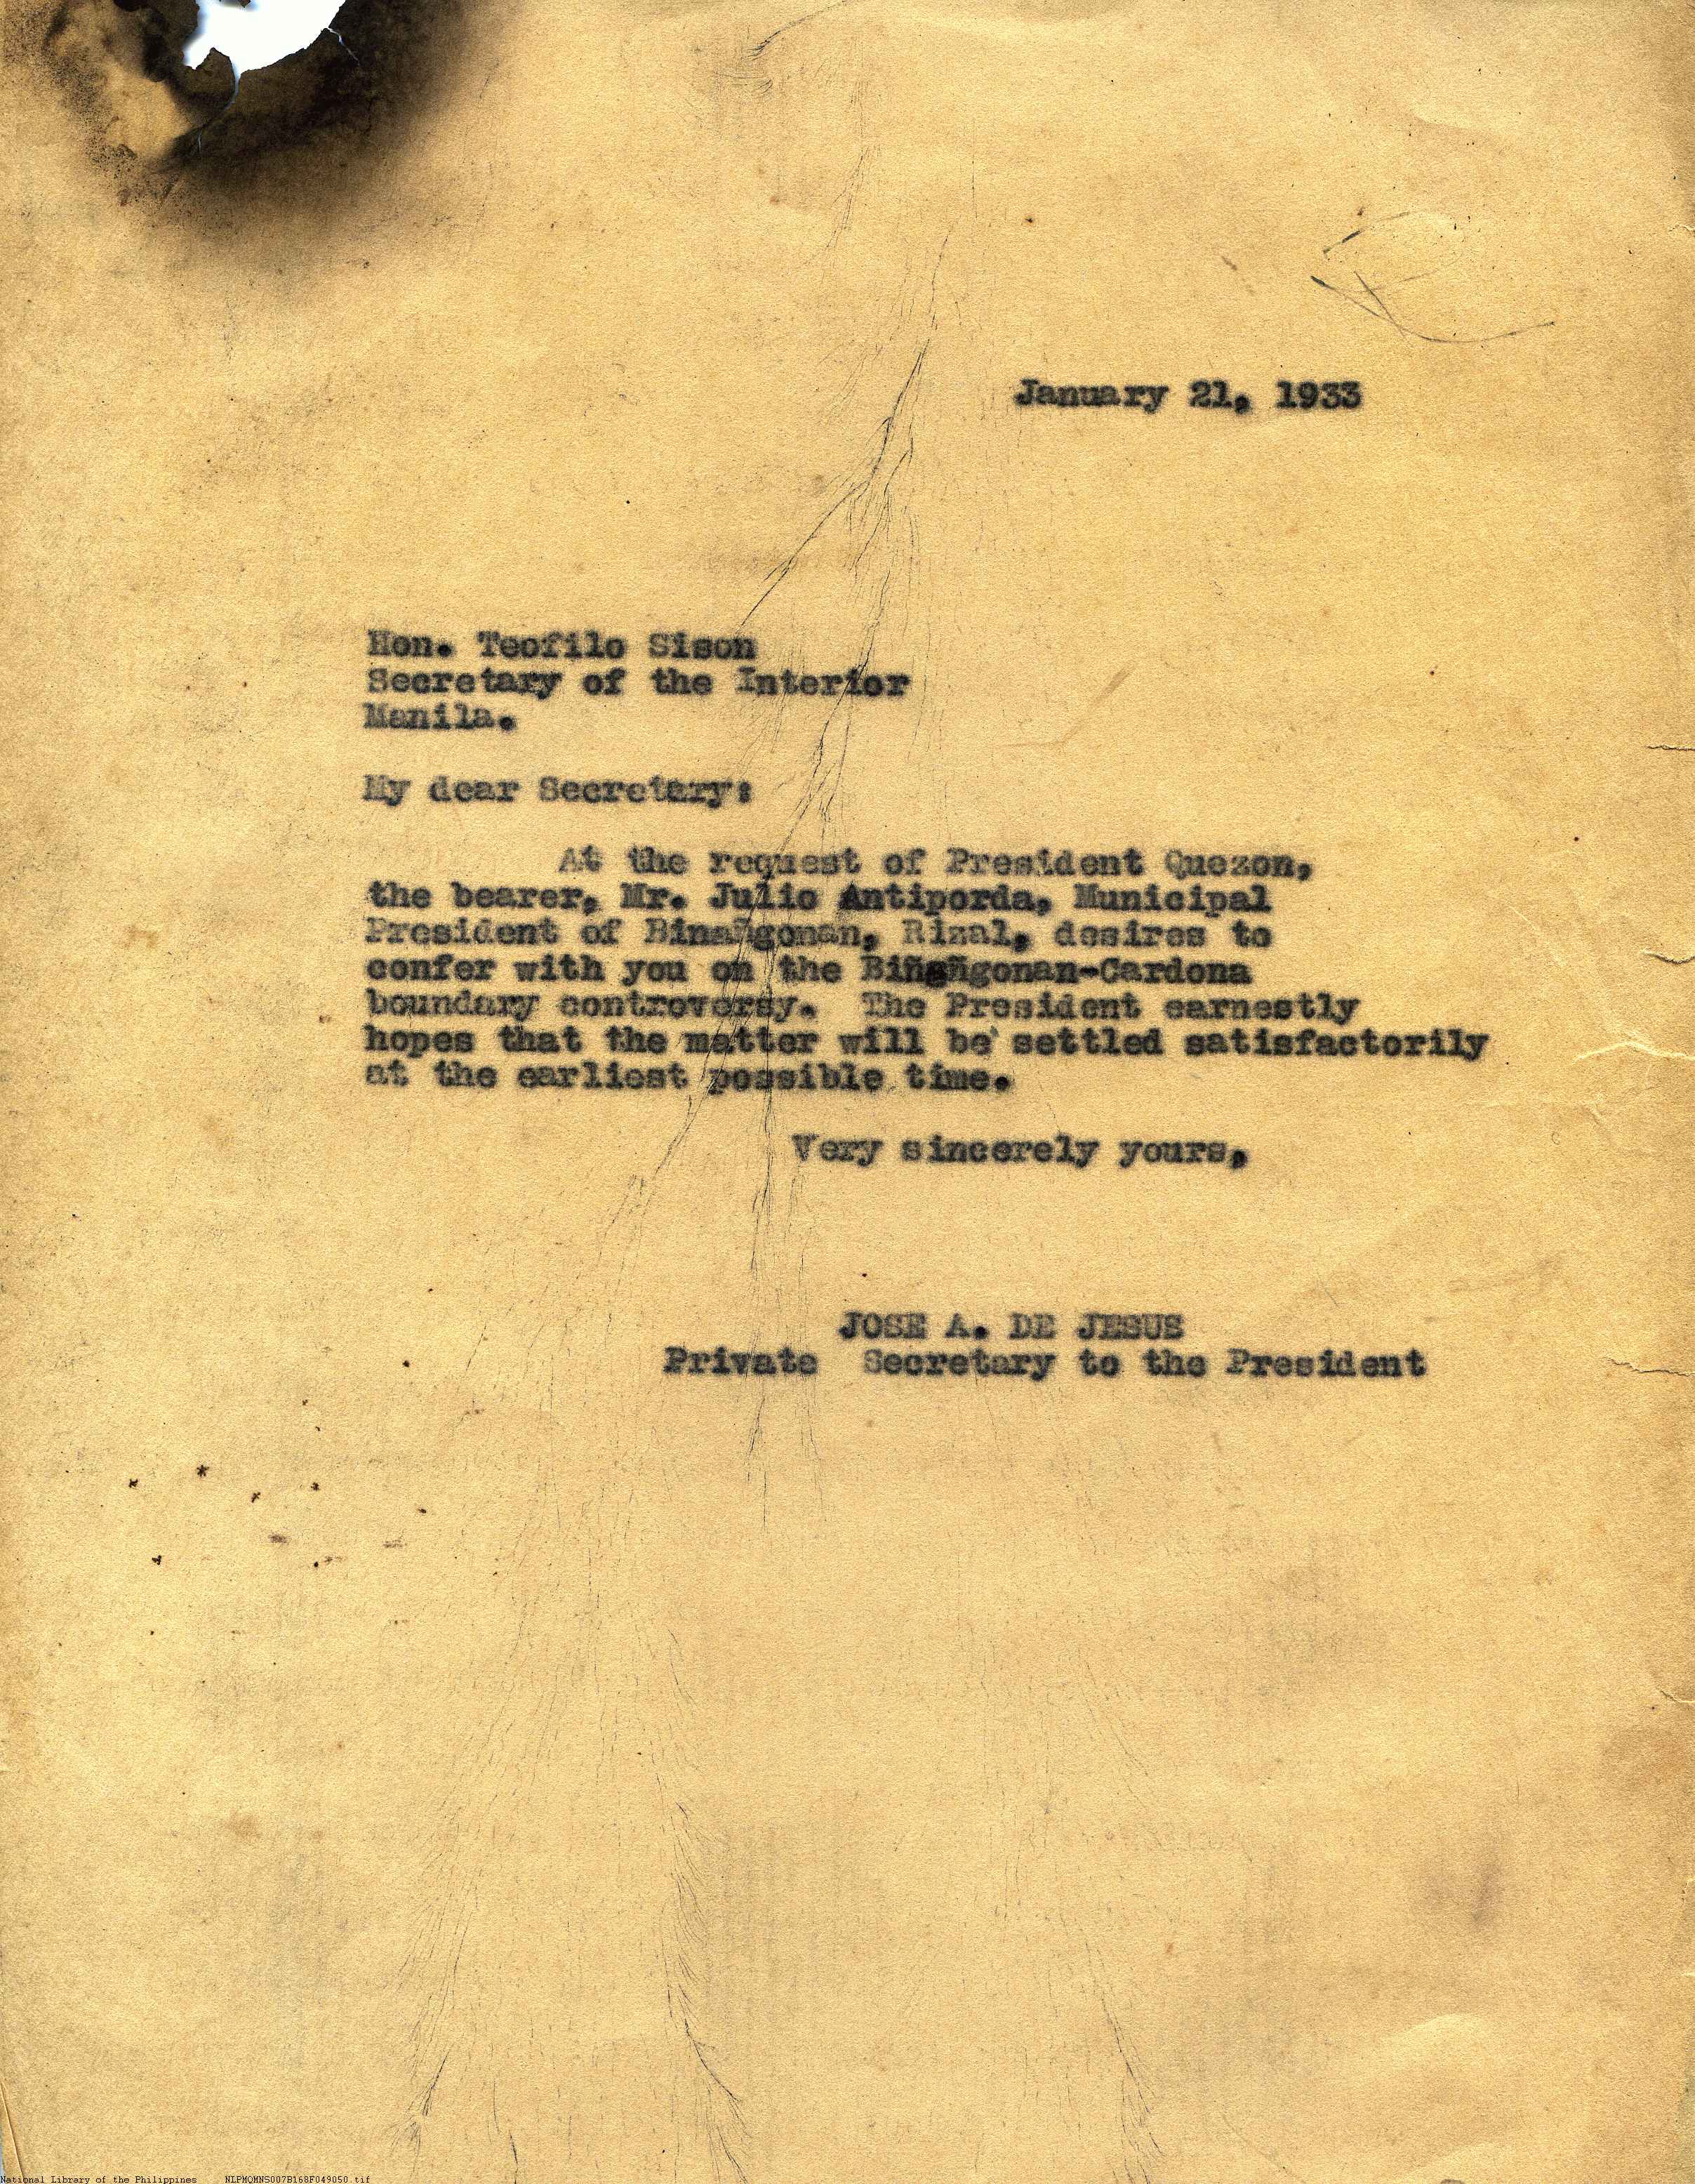 January 21, 1933
Hon. Teofilo Sison
Secretary of the Interior
Manila.
My dear Secretary:
At the request of President Quezon,
the bearer, Mr. Julio Antiporda, Municipal
President of Binañgonan, Rizal, desires to
confer with you on the Biñañgonan-Cardona
boundary controversy. The President earnestly
hopes that the matter will be settled satisfactorily
at the earliest possible time.
Very sincerely yours,
JOSE A. DE JESUS
Private Secretary to the President
National Library of the Philippines NLPMQMNS007B168F049050.tif